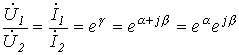 U̇₁/U̇₂ = İ₁/İ₂ = e^γ = e^(α+jβ) = e^α e^(jβ)